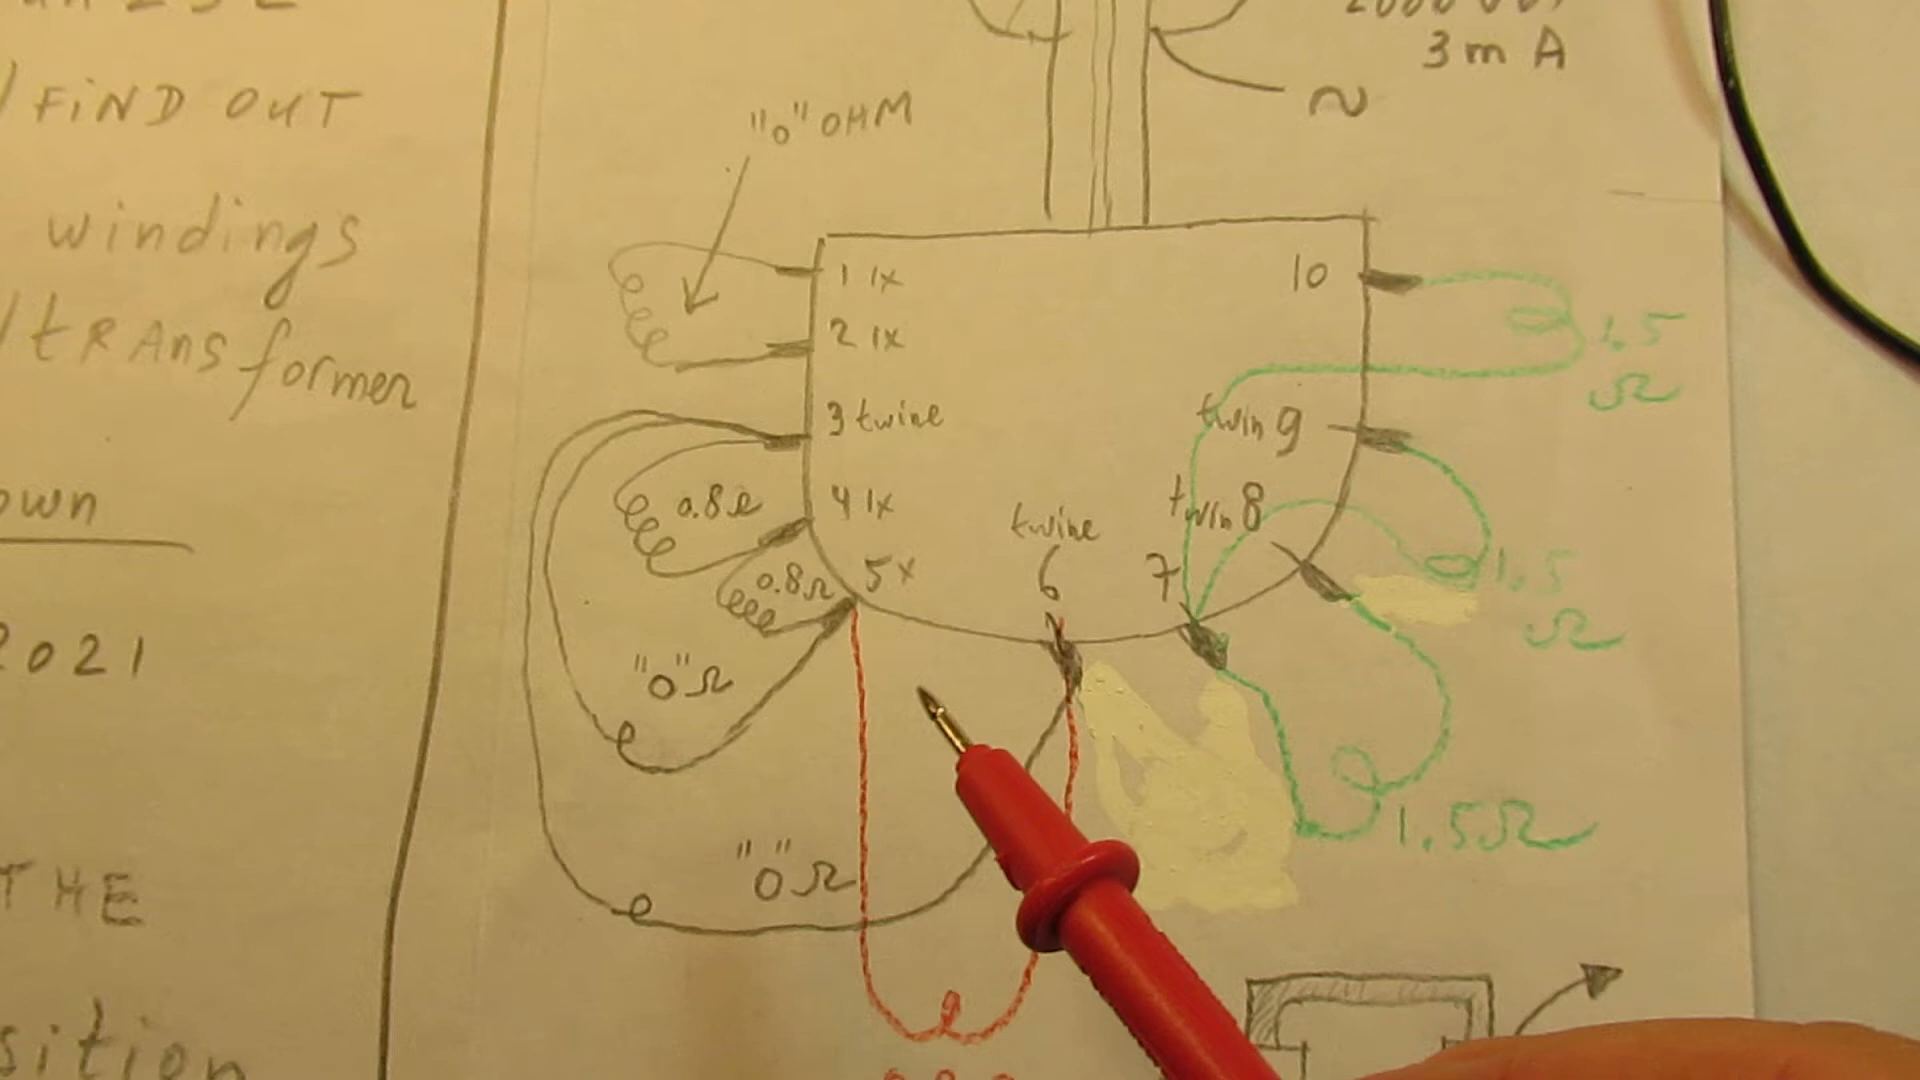 /FiND OUT
windings
/tRAnsformer
own
2021
THE
sition
3 m A
~
"0" OHM
1 1x
2 1x
3 twine
4 1x
5x
twine
6
7
twin 8
twin 9
10
0.8Ω
0.8Ω
"0"Ω
"0"Ω
1.5
Ω
1.5
Ω
1.5Ω